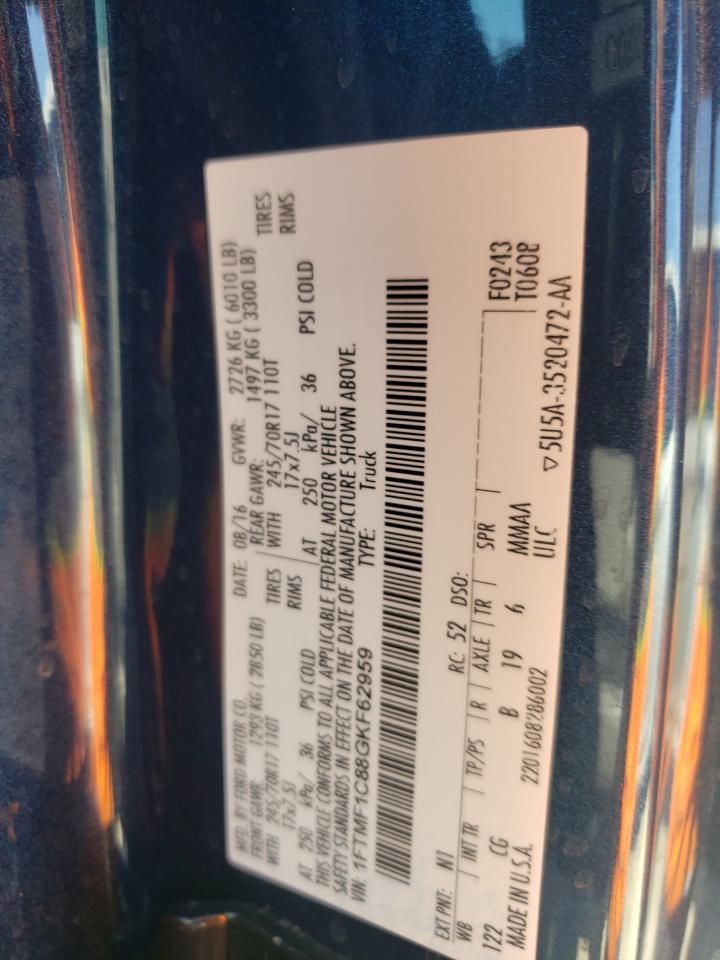 MFD. BY FORD MOTOR CO.
DATE: 08/16 GVWR: 2726 KG ( 6010 LB)
FRONT GAWR: 1293 KG ( 2850 LB) REAR GAWR: 1497 KG ( 3300 LB)
WITH 245/70R17 110T TIRES WITH 245/70R17 110T TIRES
17x7.5J RIMS 17x7.5J RIMS
AT 250 kPa/ 36 PSI COLD AT 250 kPa/ 36 PSI COLD
THIS VEHICLE CONFORMS TO ALL APPLICABLE FEDERAL MOTOR VEHICLE
SAFETY STANDARDS IN EFFECT ON THE DATE OF MANUFACTURE SHOWN ABOVE.
VIN: 1FTMF1C88GKF62959 TYPE: Truck
EXT PNT: N1 RC: 52 DSO:
WB INT TR TP/PS R AXLE TR SPR F0243
122 CG B 19 6 MMAAA T0608
MADE IN U.S.A. 2201608286002 ULC ▽5U5A-3520472-AA